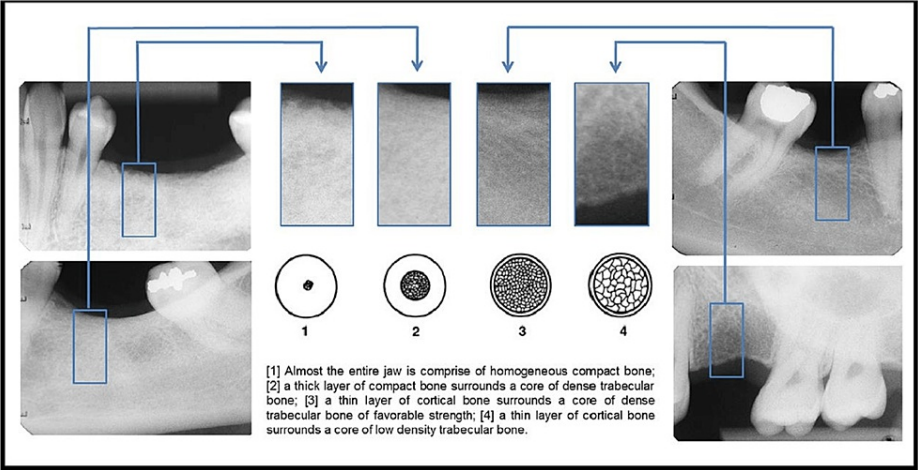 1 2 3 4
[1] Almost the entire jaw is comprise of homogeneous compact bone;
[2] a thick layer of compact bone surrounds a core of dense trabecular
bone; [3] a thin layer of cortical bone surrounds a core of dense
trabecular bone of favorable strength; [4] a thin layer of cortical bone
surrounds a core of low density trabecular bone.